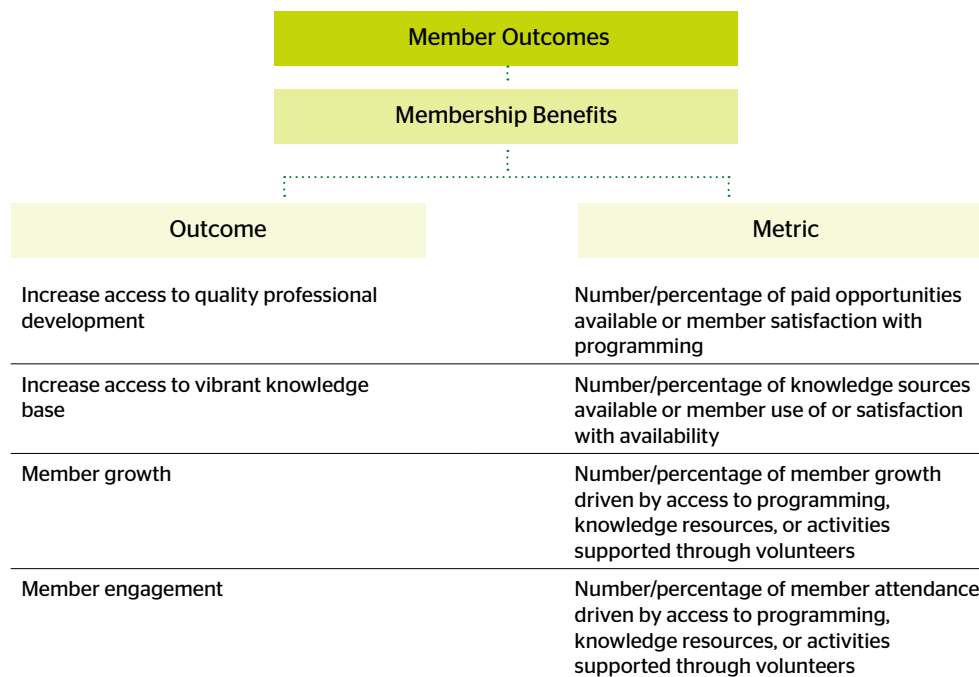 Member Outcomes
Membership Benefits
Outcome
Metric
Increase access to quality professional
development
Number/percentage of paid opportunities
available or member satisfaction with
programming
Increase access to vibrant knowledge
base
Number/percentage of knowledge sources
available or member use of or satisfaction
with availability
Member growth
Number/percentage of member growth
driven by access to programming,
knowledge resources, or activities
supported through volunteers
Member engagement
Number/percentage of member attendance
driven by access to programming,
knowledge resources, or activities
supported through volunteers